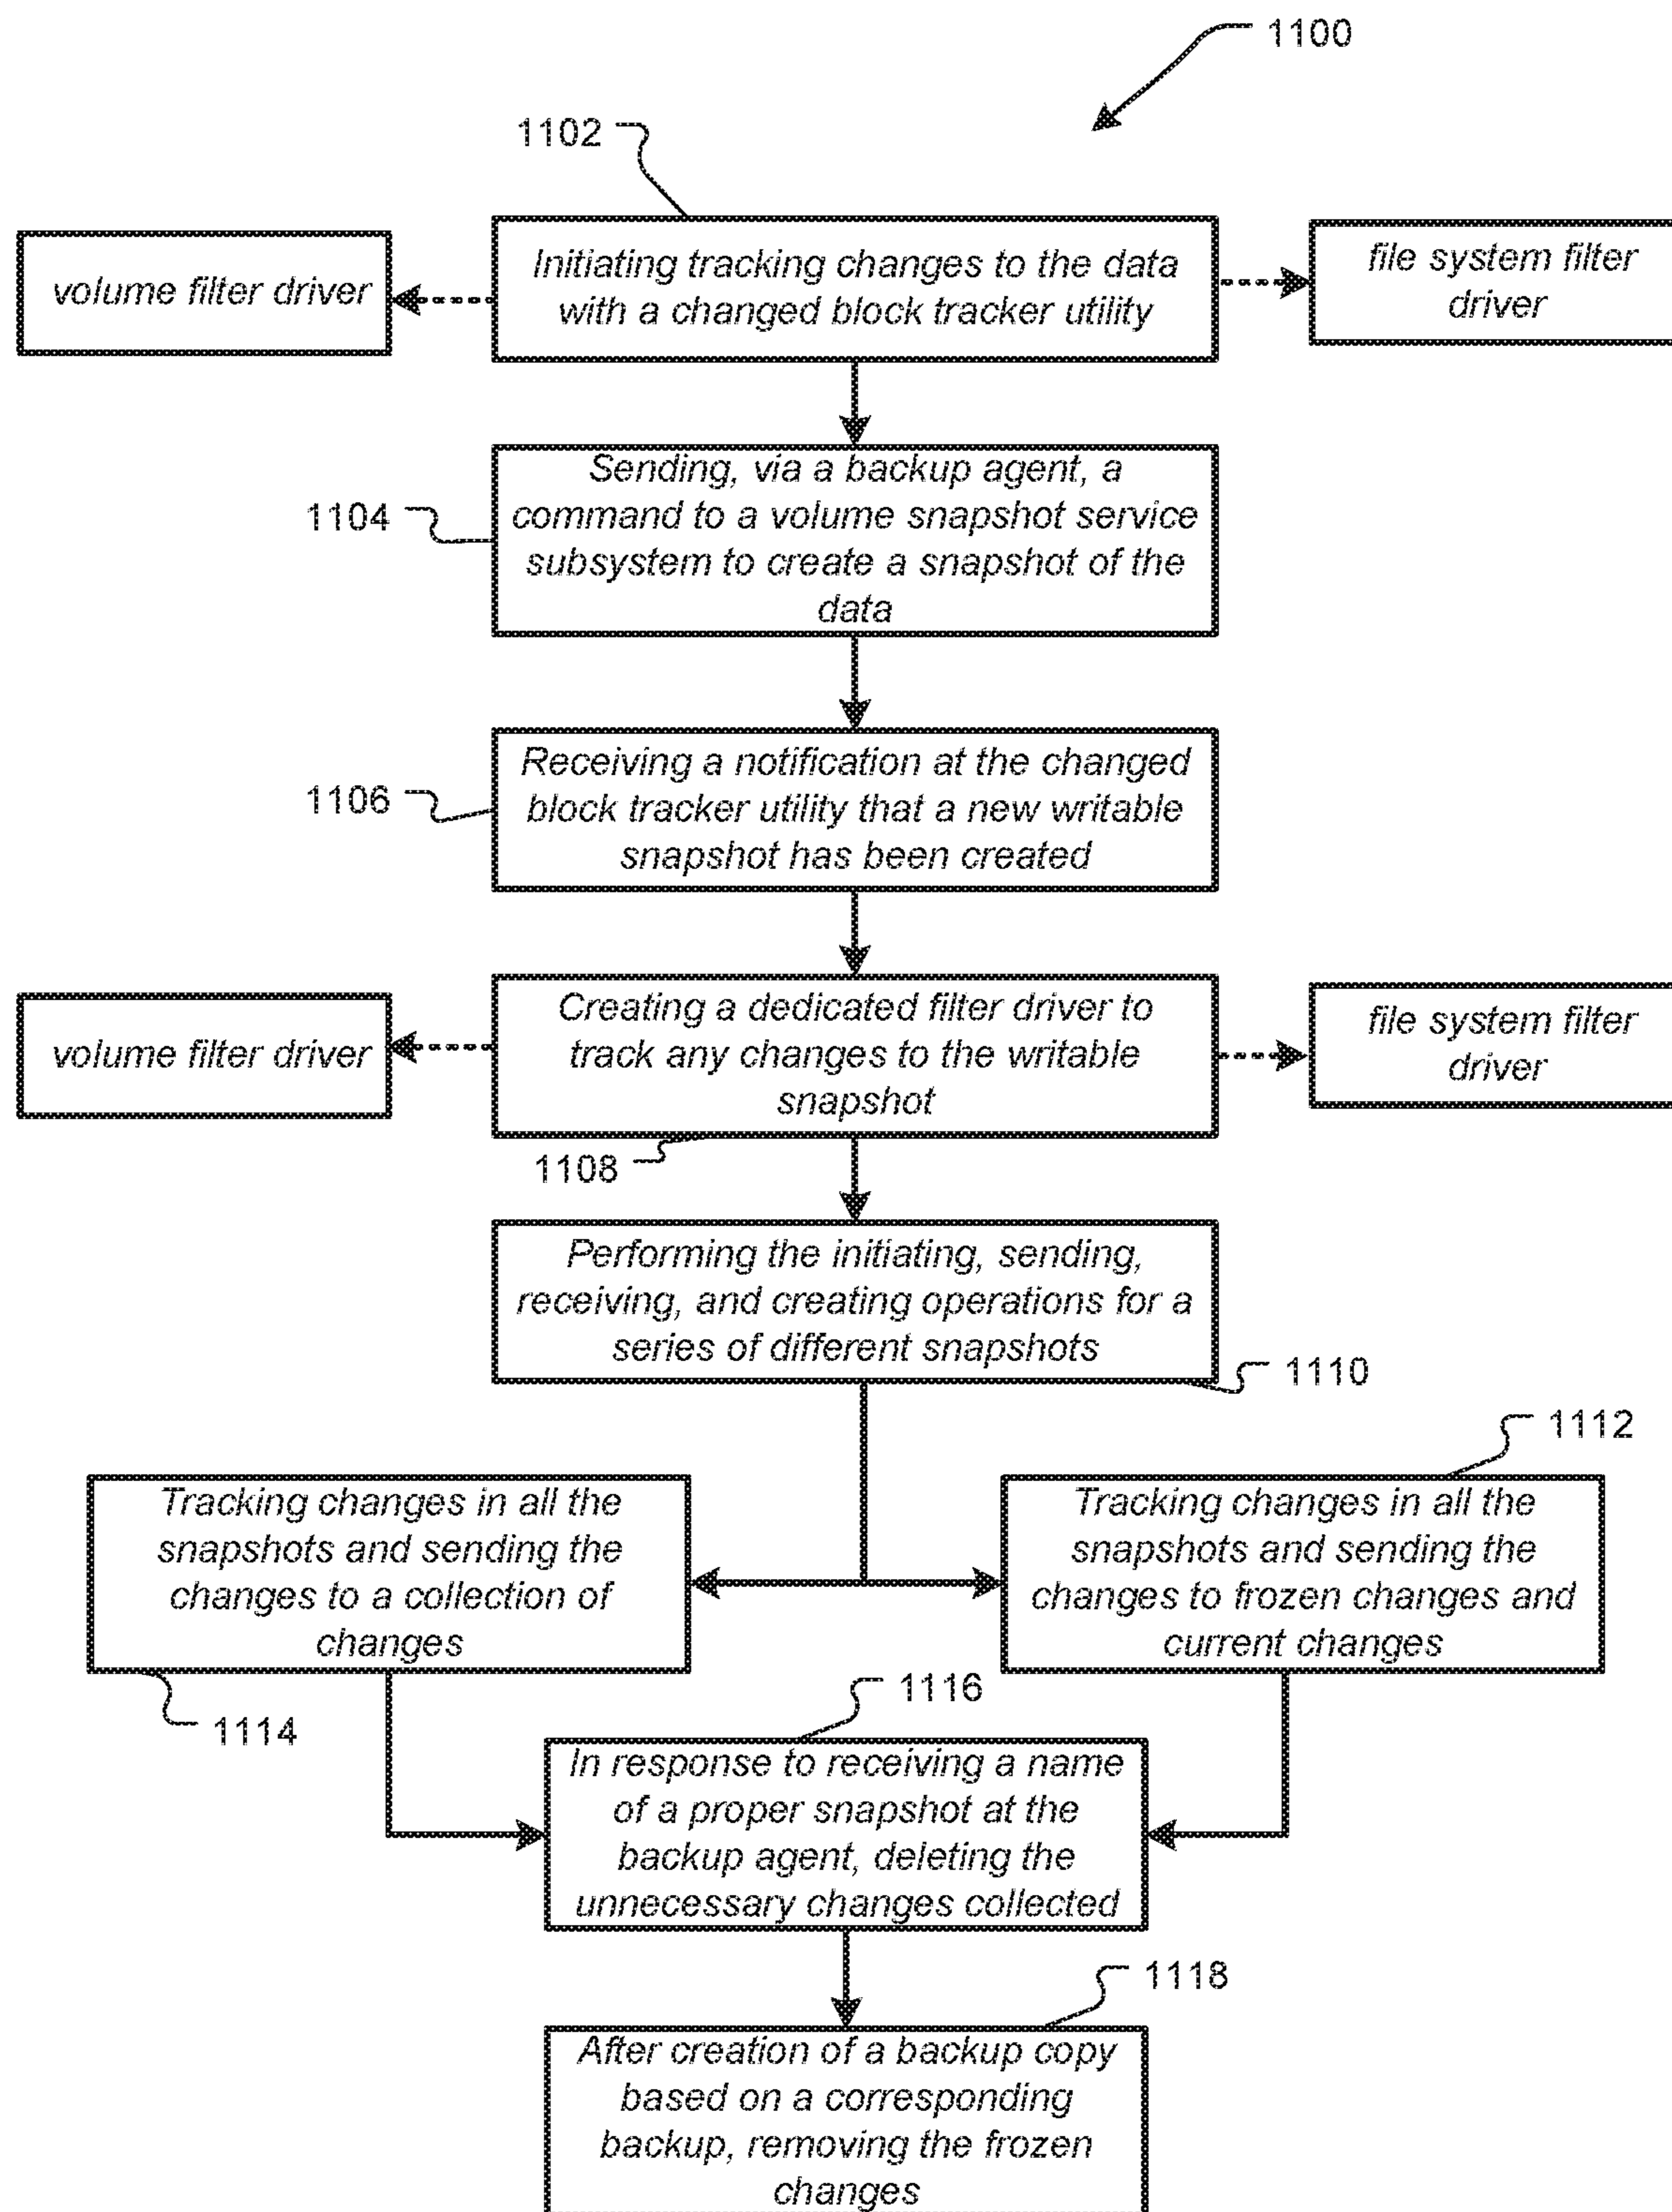 1100
1102
volume filter driver
Initiating tracking changes to the data
with a changed block tracker utility
file system filter
driver
1104
Sending, via a backup agent, a
command to a volume snapshot service
subsystem to create a snapshot of the
data
1106
Receiving a notification at the changed
block tracker utility that a new writable
snapshot has been created
volume filter driver
Creating a dedicated filter driver to
track any changes to the writable
snapshot
file system filter
driver
1108
Performing the initiating, sending,
receiving, and creating operations for a
series of different snapshots
1110
1112
Tracking changes in all the
snapshots and sending the
changes to a collection of
changes
Tracking changes in all the
snapshots and sending the
changes to frozen changes and
current changes
1114
1116
In response to receiving a name
of a proper snapshot at the
backup agent, deleting the
unnecessary changes collected
1118
After creation of a backup copy
based on a corresponding
backup, removing the frozen
changes